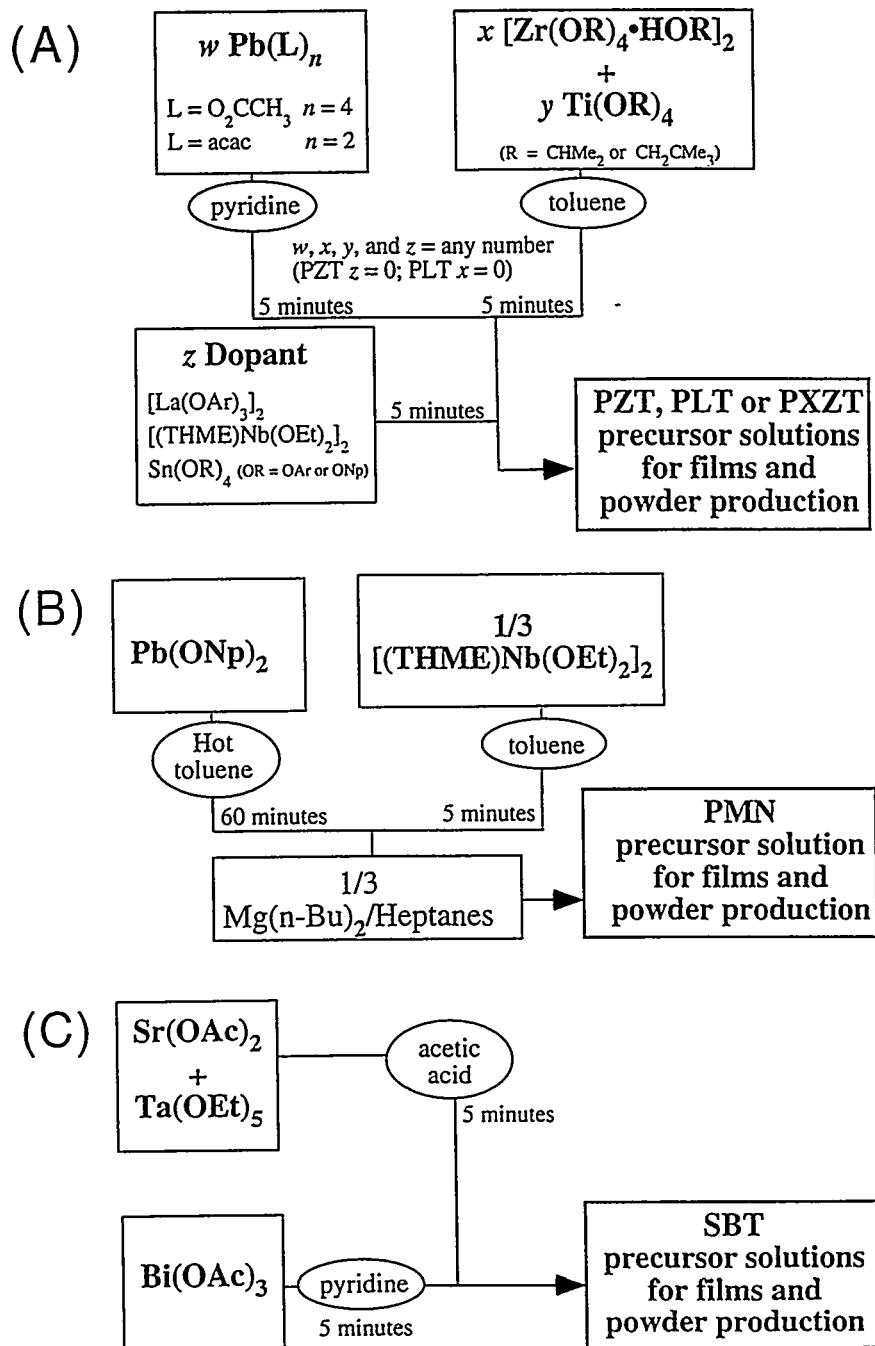 (A)
w Pb(L)n
L = O2CCH3 n = 4
L = acac n = 2
pyridine
x [Zr(OR)4•HOR]2
+
y Ti(OR)4
(R = CHMe2 or CH2CMe3)
toluene
w, x, y, and z = any number
(PZT z = 0; PLT x = 0)
5 minutes
5 minutes
z Dopant
[La(OAr)3]2
[(THME)Nb(OEt)2]2
Sn(OR)4 (OR = OAr or ONp)
5 minutes
PZT, PLT or PXZT
precursor solutions
for films and
powder production
(B)
Pb(ONp)2
Hot
toluene
60 minutes
1/3
[(THME)Nb(OEt)2]2
toluene
5 minutes
1/3
Mg(n-Bu)2/Heptanes
PMN
precursor solution
for films and
powder production
(C)
Sr(OAc)2
+
Ta(OEt)5
acetic
acid
5 minutes
Bi(OAc)3
pyridine
5 minutes
SBT
precursor solutions
for films and
powder production